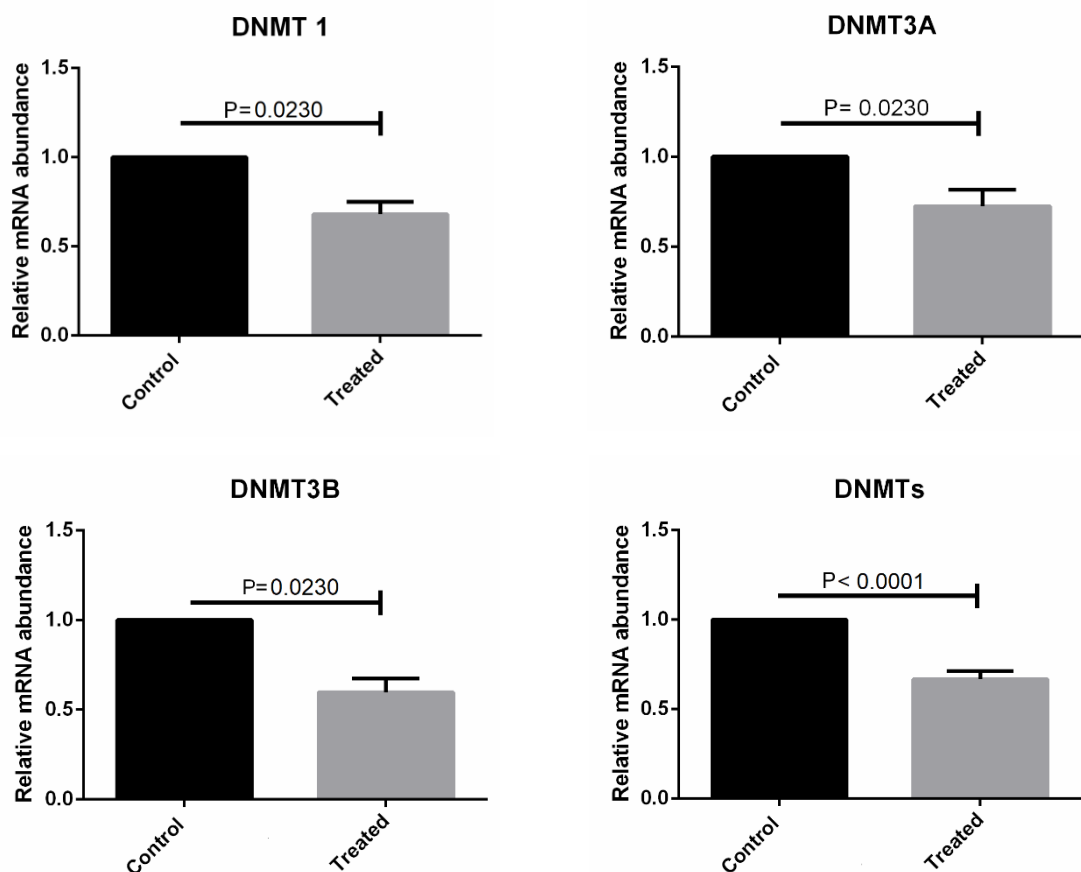 DNMT 1
Relative mRNA abundance
1.5
1.0
0.5
0.0
P=0.0230
Control
Treated
DNMT3A
Relative mRNA abundance
1.5
1.0
0.5
0.0
P= 0.0230
Control
Treated
DNMT3B
Relative mRNA abundance
1.5
1.0
0.5
0.0
P=0.0230
Control
Treated
DNMTs
Relative mRNA abundance
1.5
1.0
0.5
0.0
P< 0.0001
Control
Treated